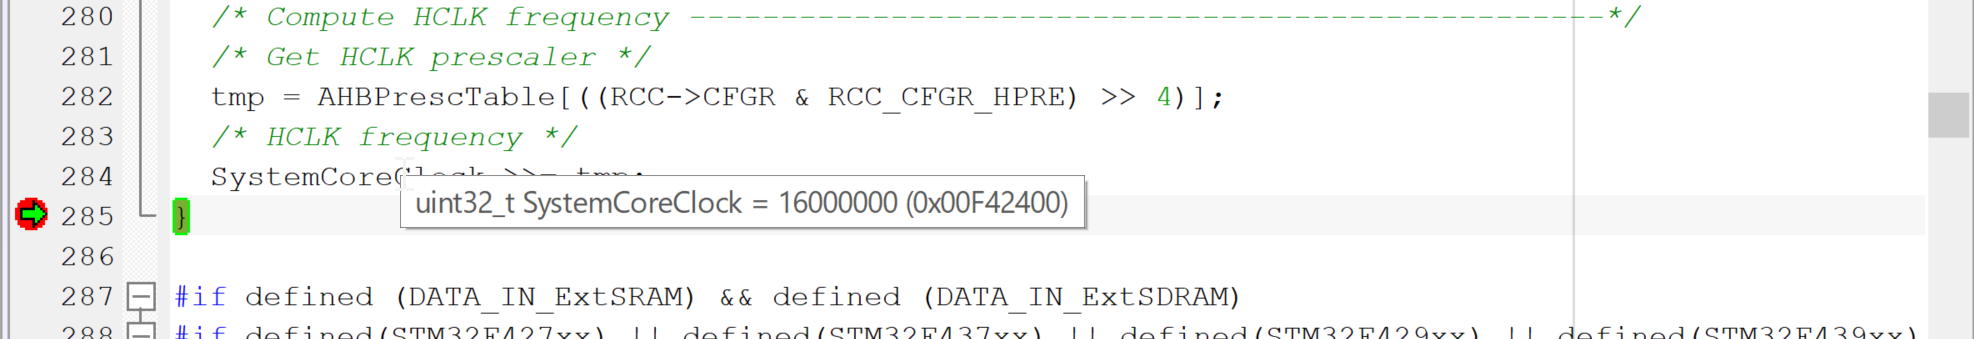 280 /* Compute HCLK frequency --------------------------------------------------*/
281 /* Get HCLK prescaler */
282 tmp = AHBPrescTable[((RCC->CFGR & RCC_CFGR_HPRE) >> 4)];
283 /* HCLK frequency */
284 SystemCoreClock >>= tmp;
uint32_t SystemCoreClock = 16000000 (0x00F42400)
285 }
286
287 #if defined (DATA_IN_ExtSRAM) && defined (DATA_IN_ExtSDRAM)
288 #if defined(STM32F427xx) || defined(STM32F437xx) || defined(STM32F429xx) || defined(STM32F439xx)